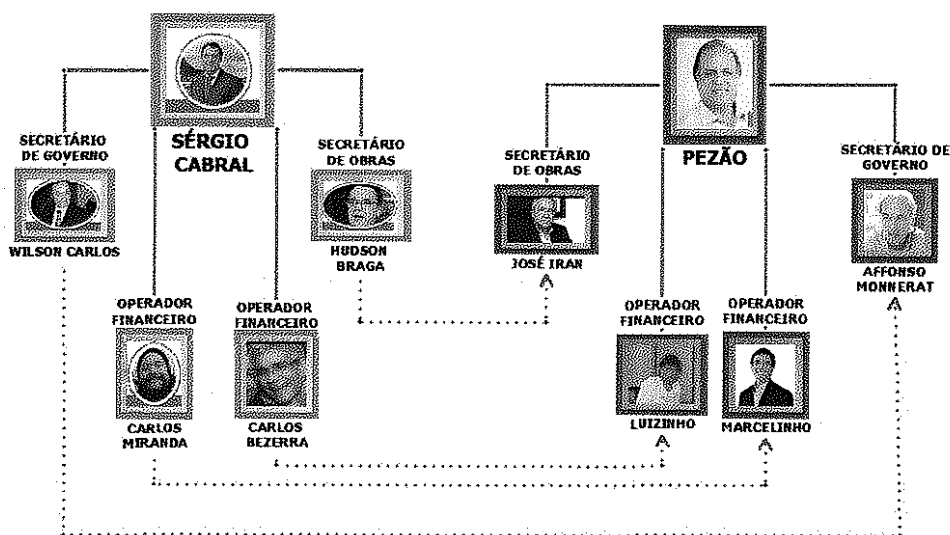 SECRETÁRIO
DE GOVERNO
WILSON CARLOS
SÉRGIO
CABRAL
SECRETÁRIO
DE OBRAS
HUDSON
BRAGA
OPERADOR
FINANCEIRO
CARLOS
MIRANDA
OPERADOR
FINANCEIRO
CARLOS
BEZERRA
PEZÃO
SECRETÁRIO
DE OBRAS
JOSÉ IRAN
SECRETÁRIO DE
GOVERNO
AFFONSO
MONNERAT
OPERADOR
FINANCEIRO
LUIZINHO
OPERADOR
FINANCEIRO
MARCELINHO